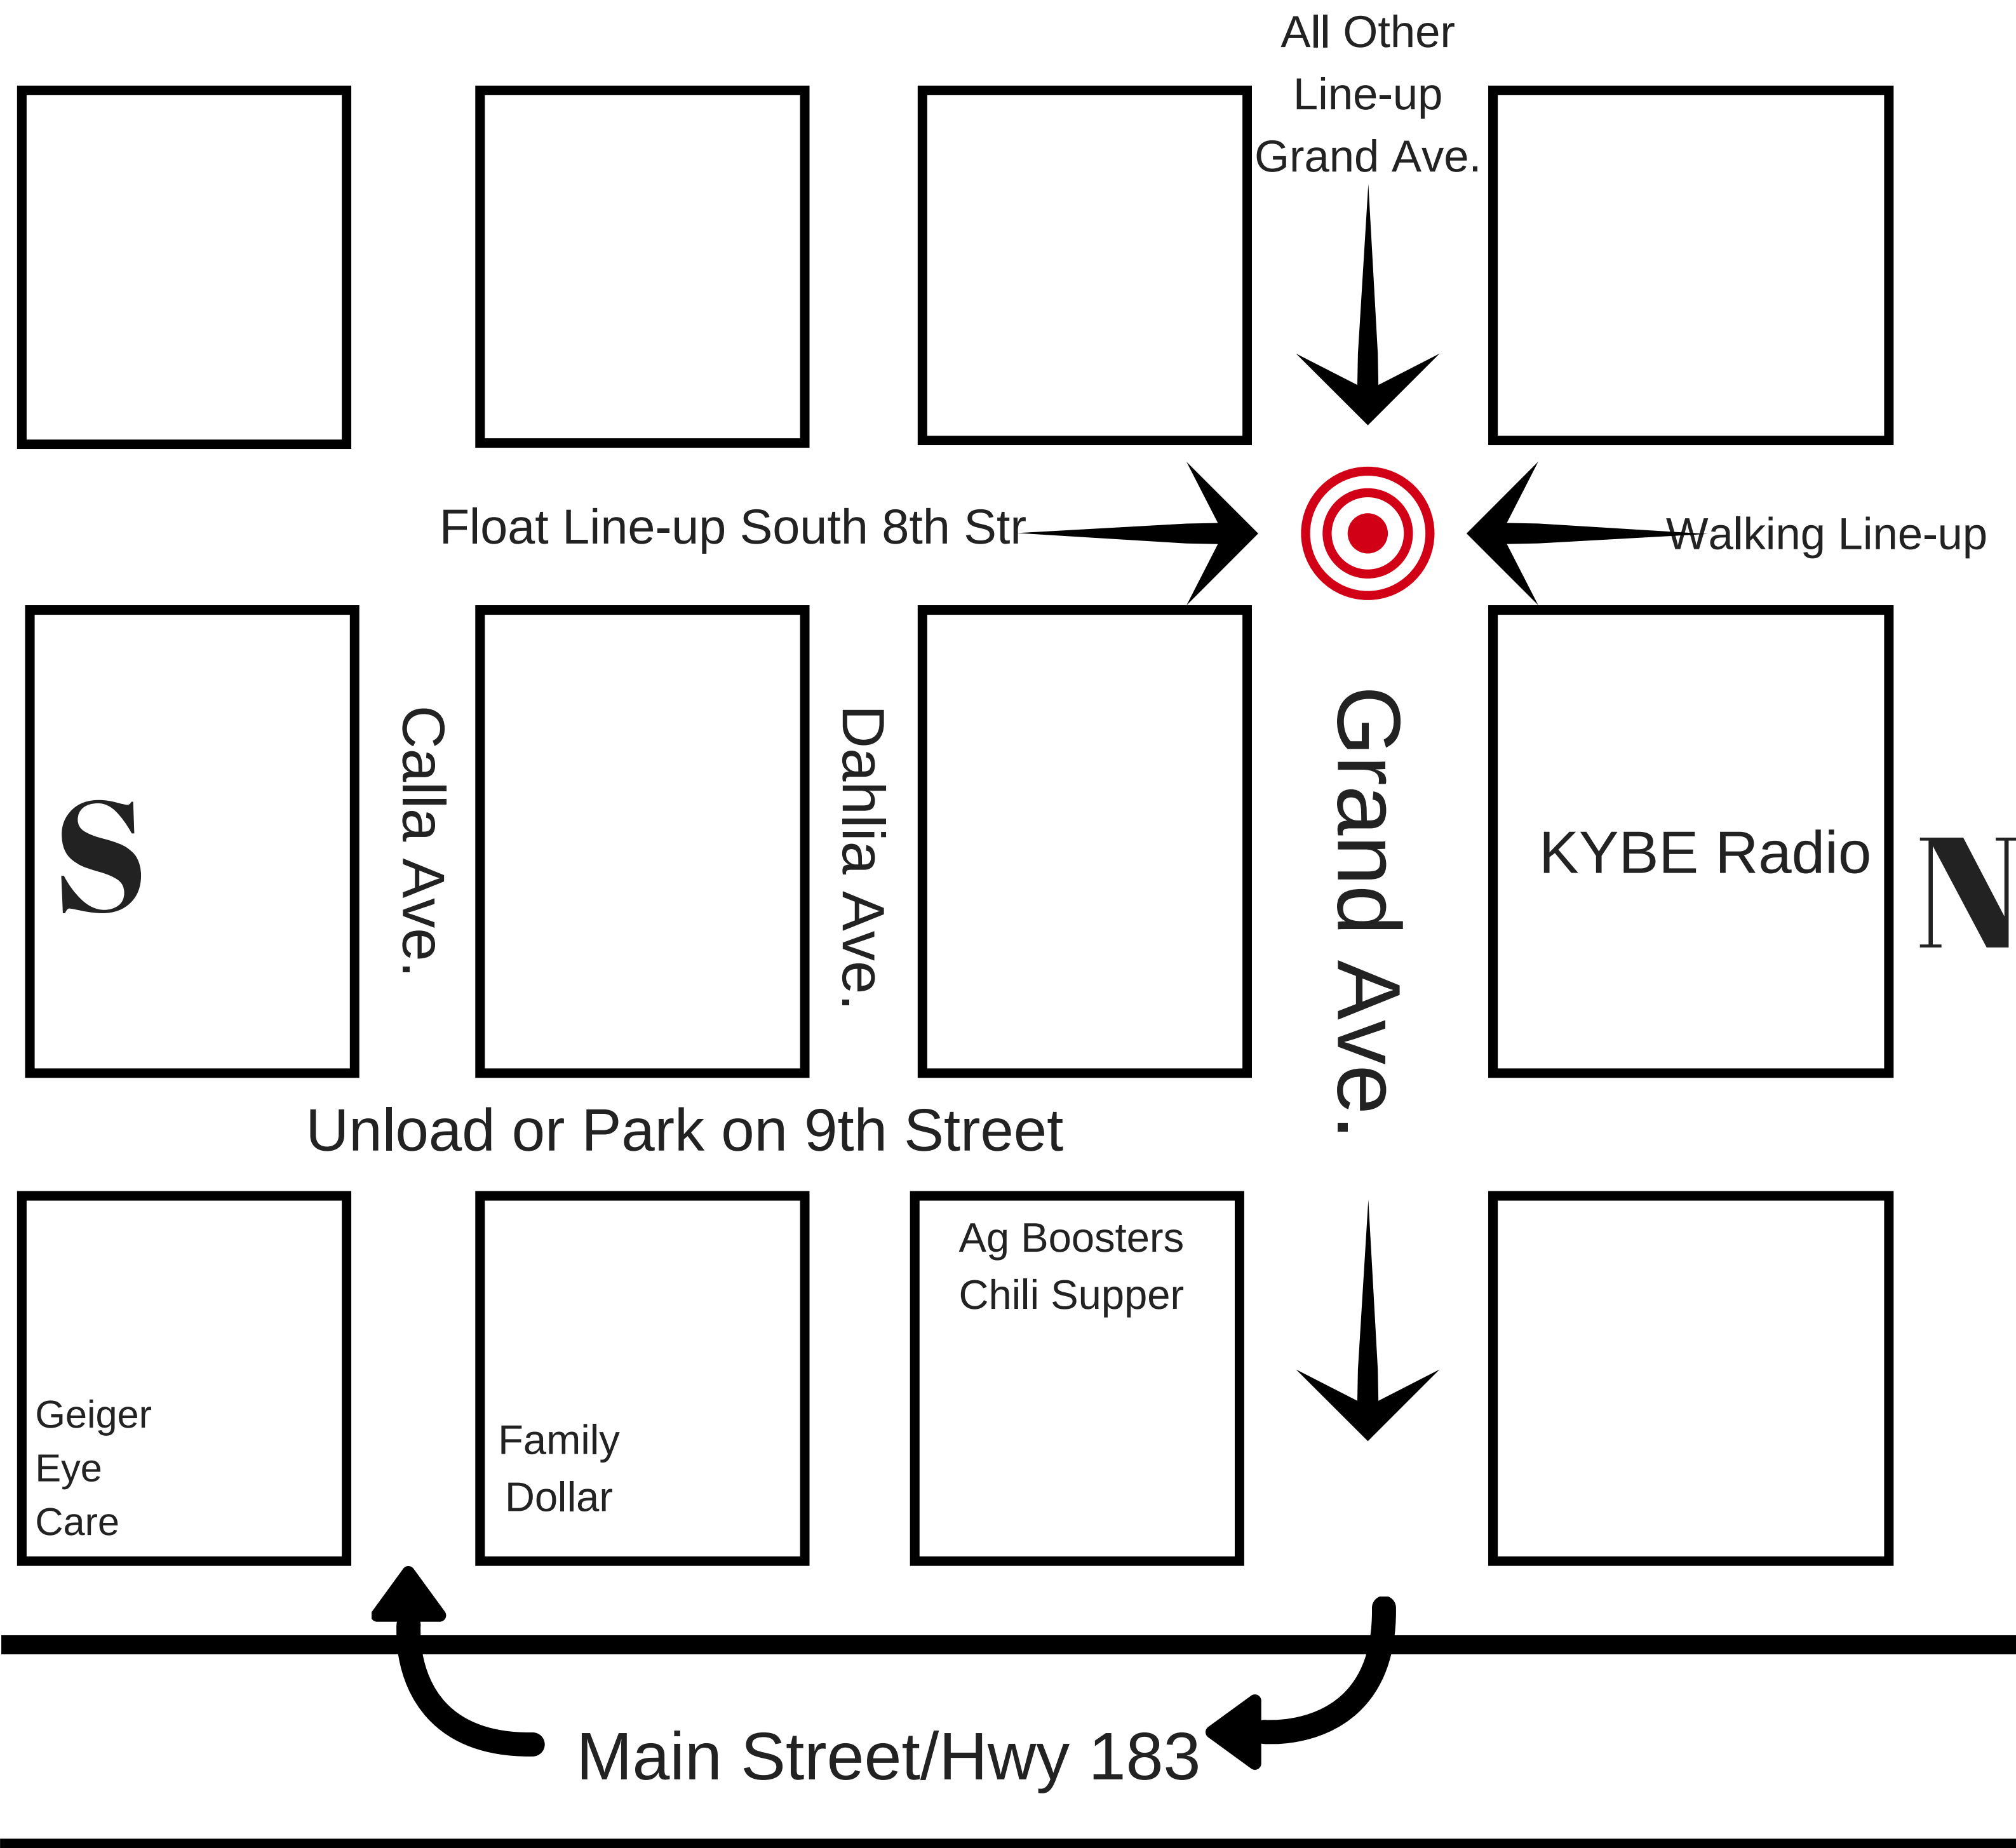 All Other
Line-up
Grand Ave.
Float Line-up South 8th Str
Walking Line-up
S
Calla Ave.
Dahlia Ave.
Grand Ave.
KYBE Radio
N
Unload or Park on 9th Street
Ag Boosters
Chili Supper
Geiger
Eye
Care
Family
Dollar
Main Street/Hwy 183